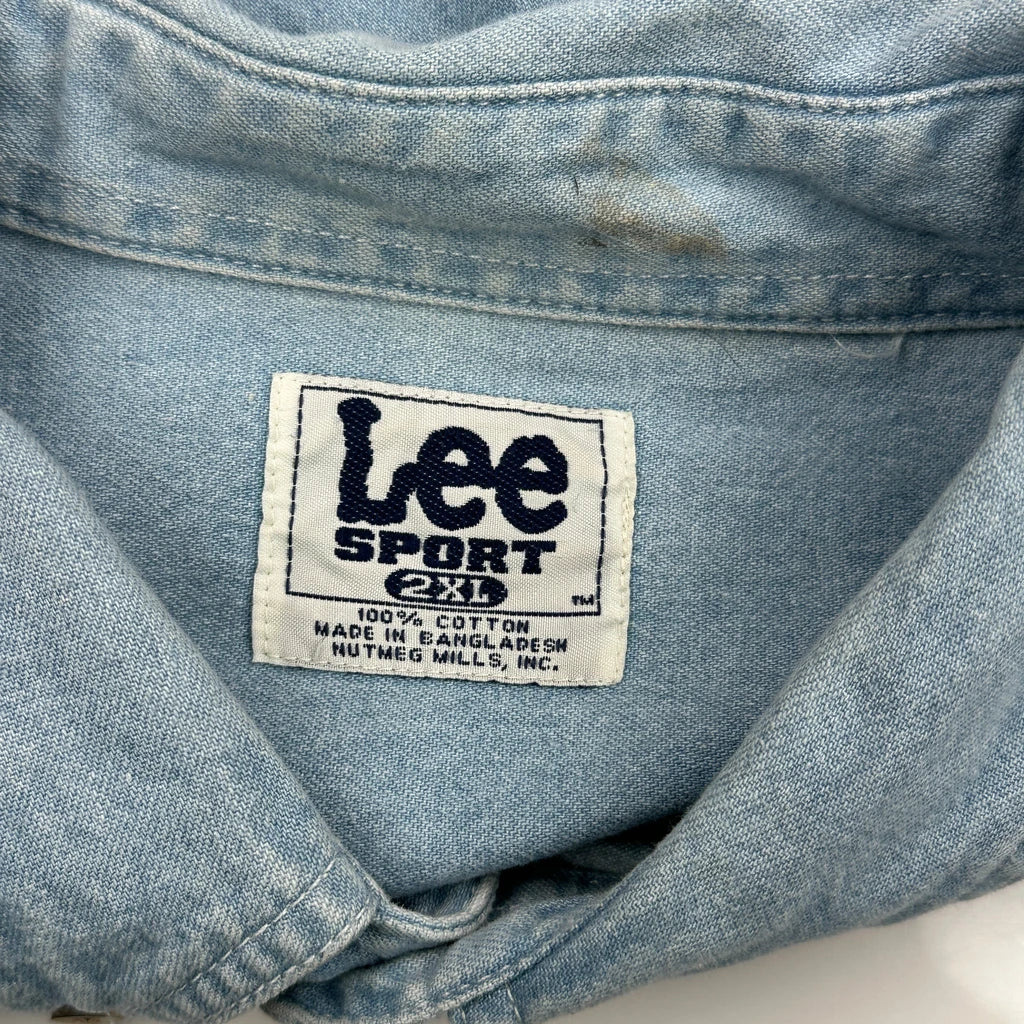 Lee
SPORT
2XL
TM
100% COTTON
MADE IN BANGLADESH
NUTMEG MILLS, INC.